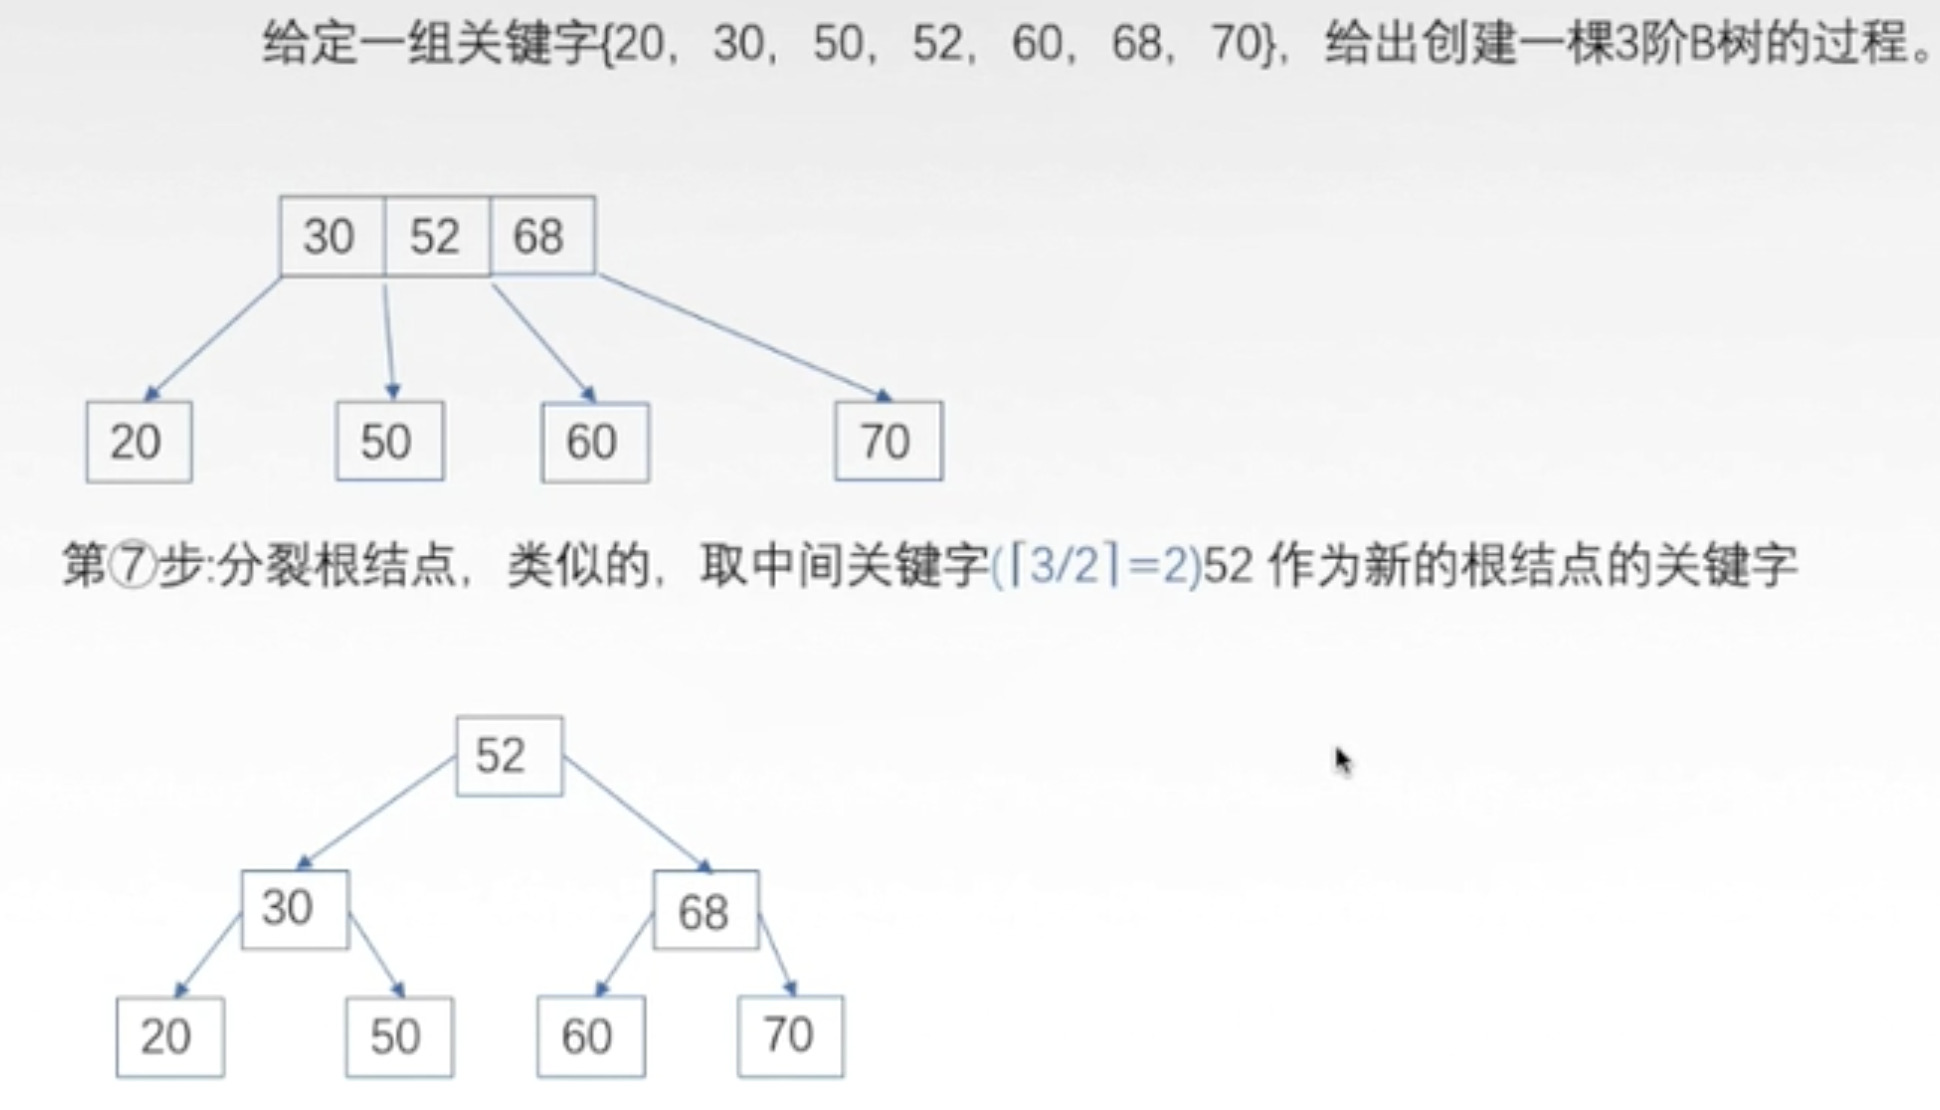 给定一组关键字{20, 30, 50, 52, 60, 68, 70}, 给出创建一棵3阶B树的过程。
30 52 68
20 50 60 70
第⑦步:分裂根结点, 类似的, 取中间关键字(⌈3/2⌉=2)52 作为新的根结点的关键字
52
30 68
20 50 60 70